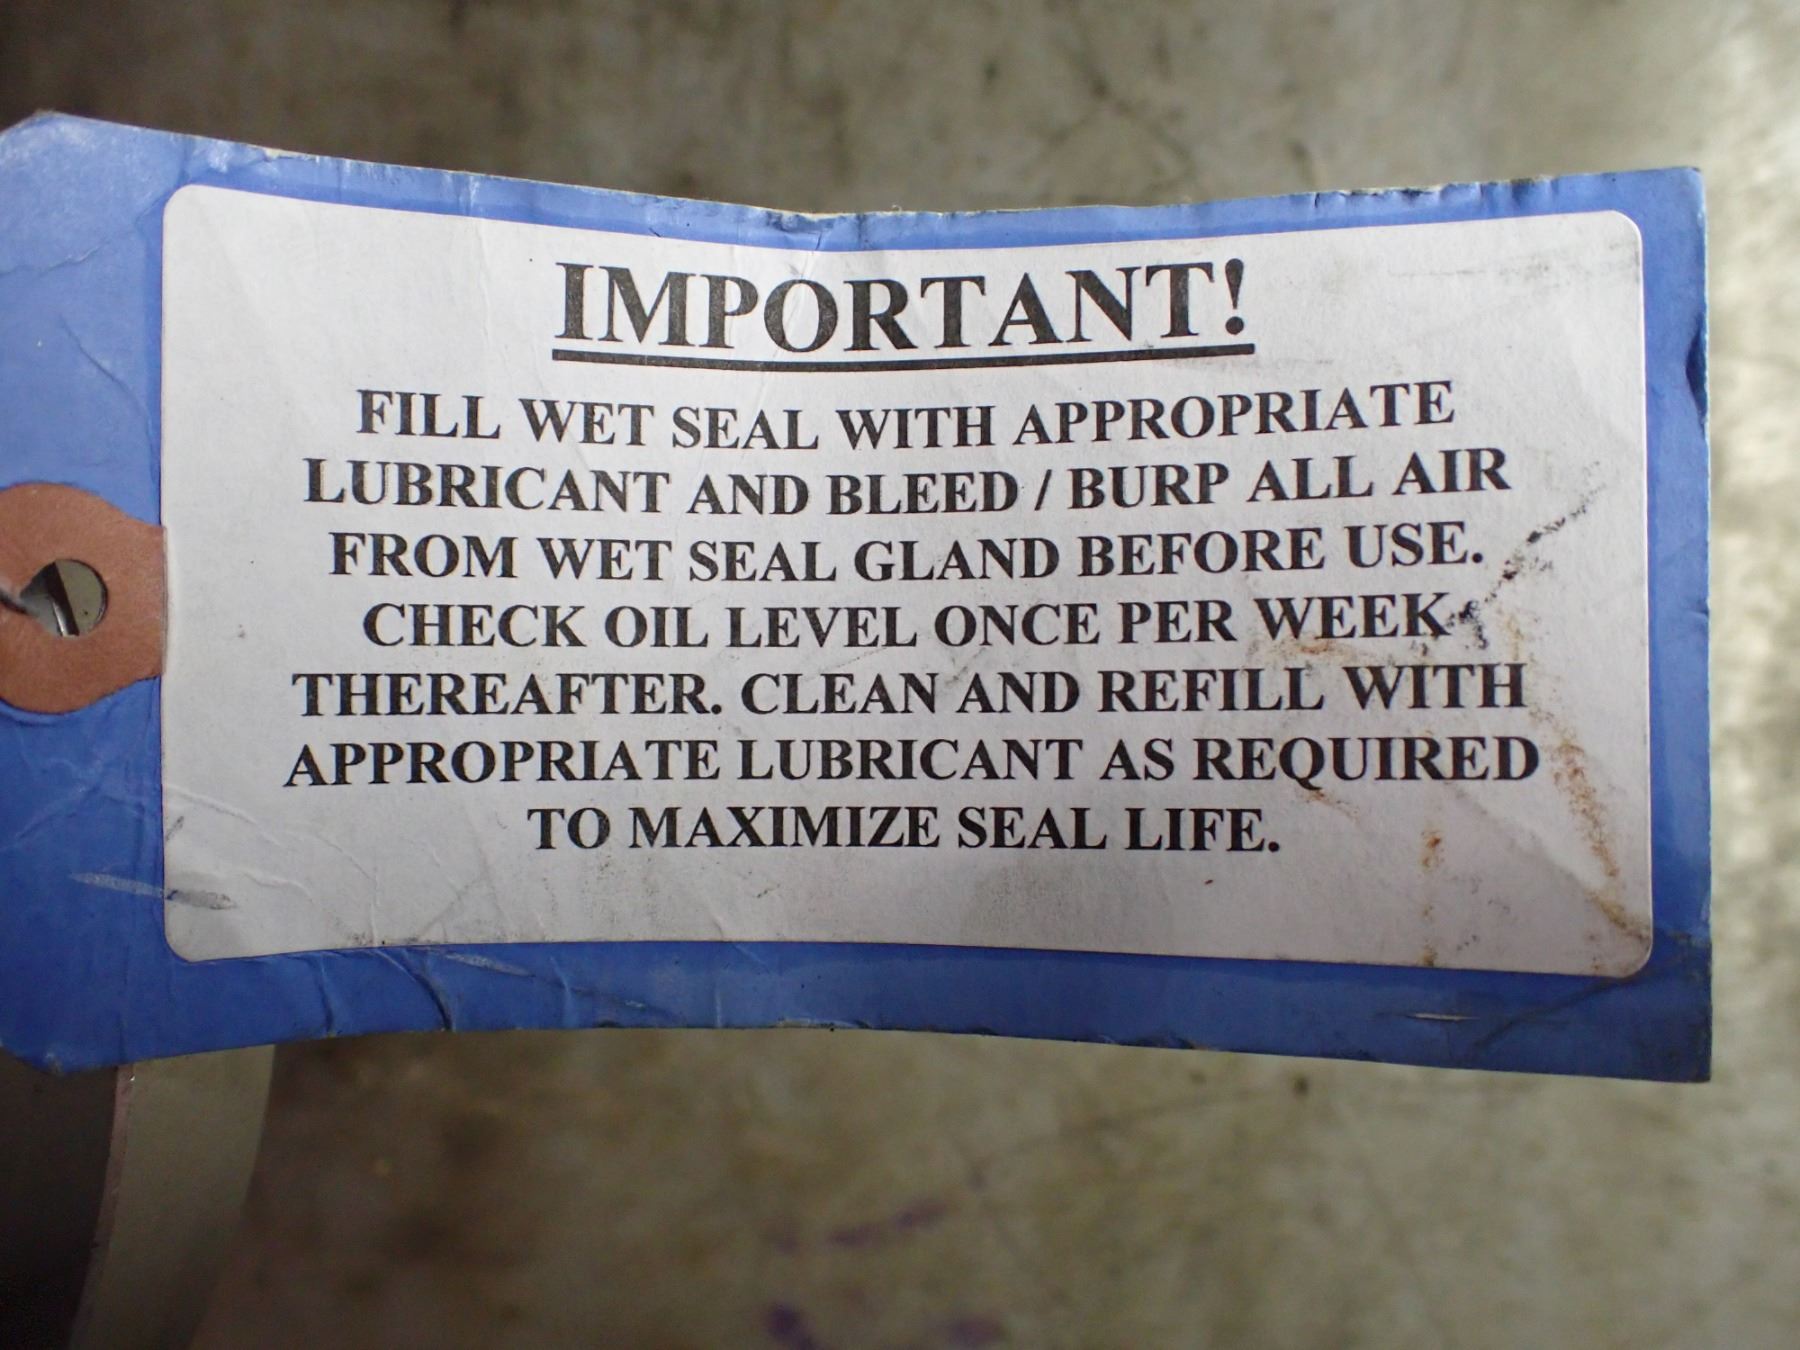 IMPORTANT!
FILL WET SEAL WITH APPROPRIATE
LUBRICANT AND BLEED / BURP ALL AIR
FROM WET SEAL GLAND BEFORE USE.
CHECK OIL LEVEL ONCE PER WEEK
THEREAFTER. CLEAN AND REFILL WITH
APPROPRIATE LUBRICANT AS REQUIRED
TO MAXIMIZE SEAL LIFE.